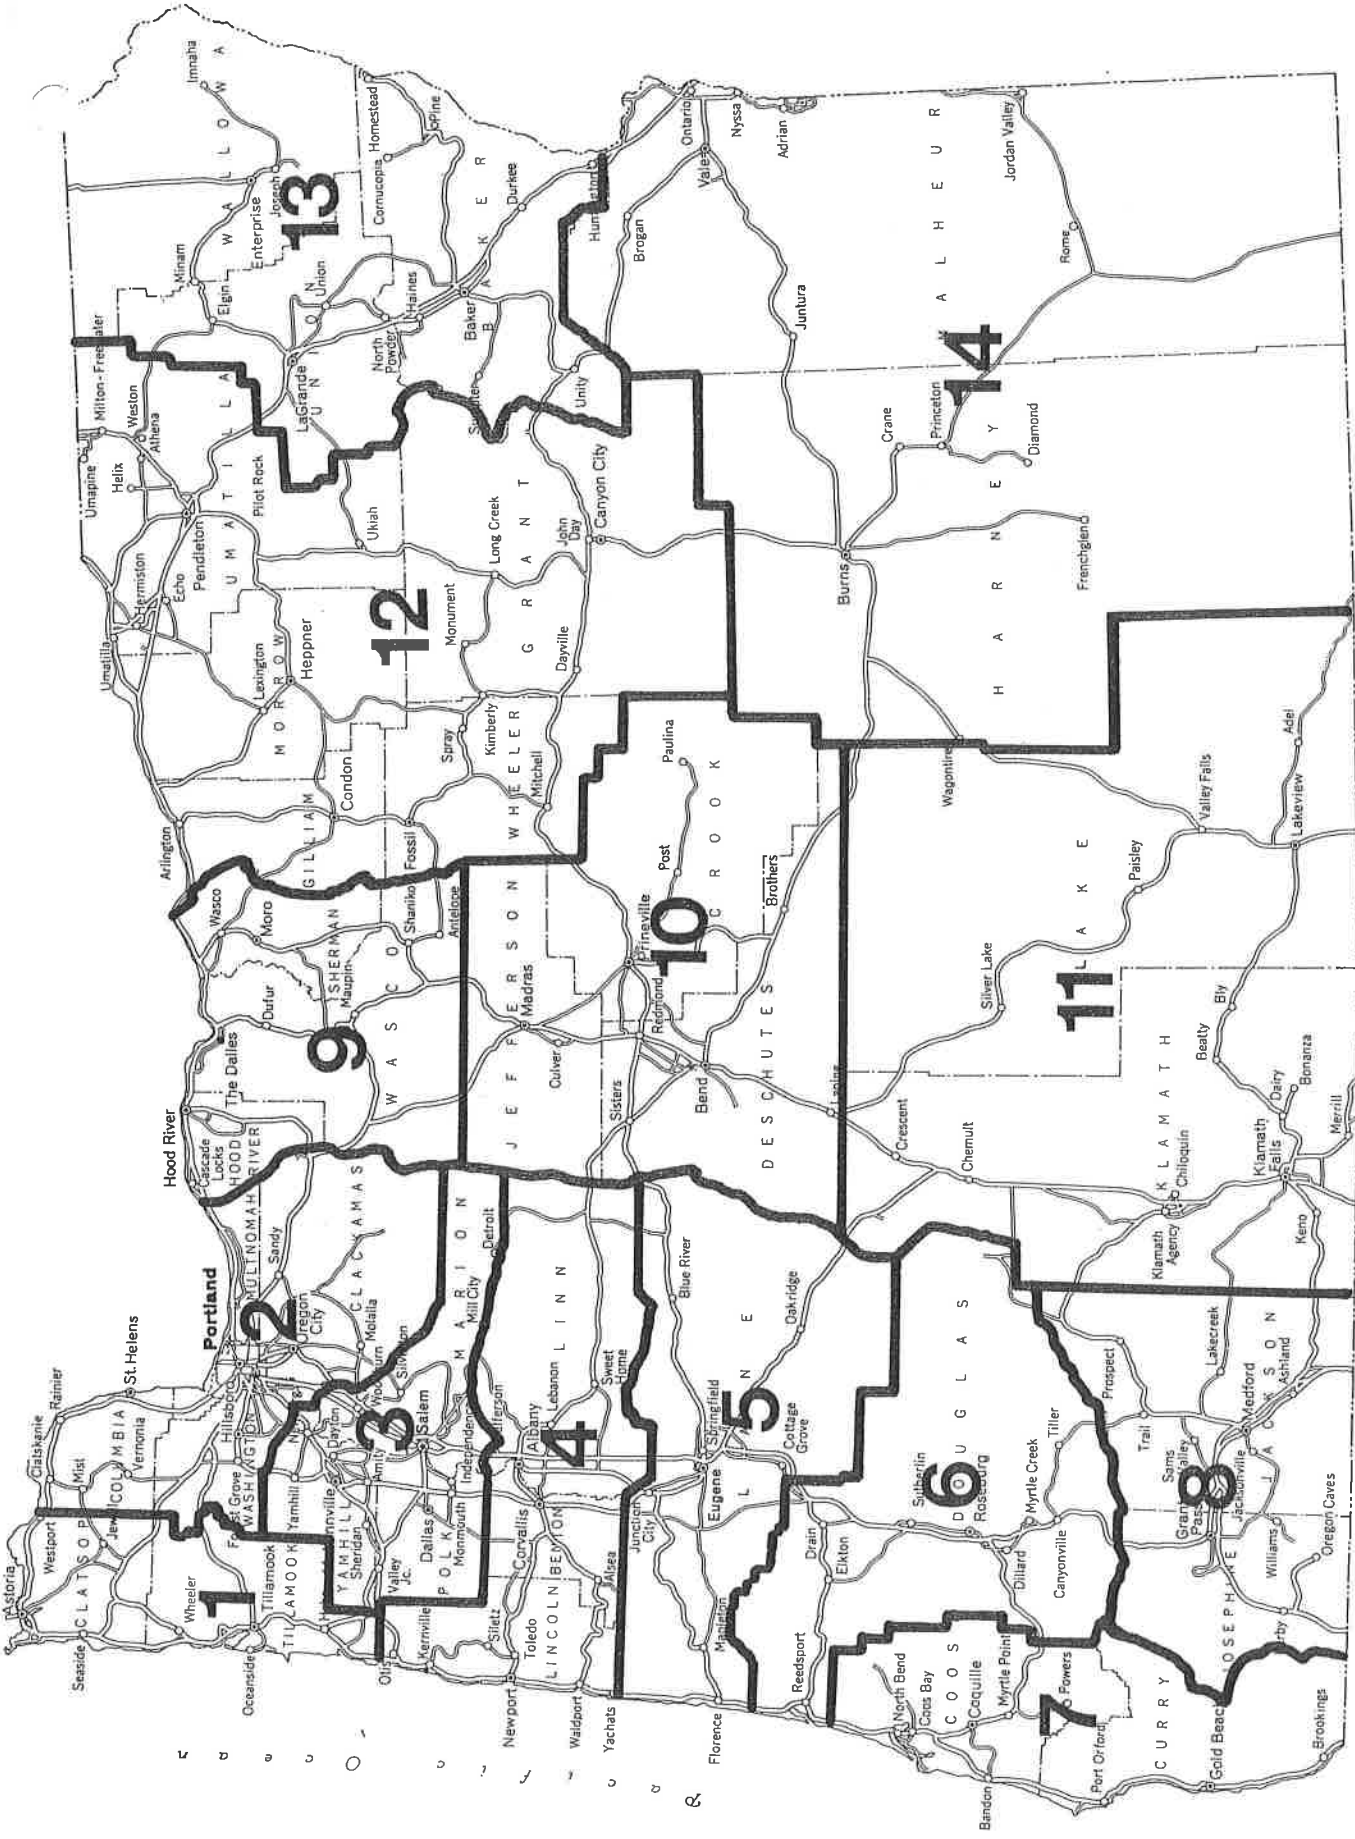 Astoria
Westport
Clatskanie
Rainier
Mist
St. Helens
Seaside
CLATSOP
COLUMBIA
Vernonia
Wheeler
1
Tillamook
TILLAMOOK
Oceanside
Hillsboro
WASHINGTON
Portland
MULTNOMAH
2
Oregon
City
Sandy
CLACKAMAS
Molalla
Cascade
Locks
Hood River
HOOD
RIVER
The Dalles
Dufur
Wasco
Moro
SHERMAN
Maupin
9
WASCO
Shaniko
Antelope
Arlington
GILLIAM
Condon
Fossil
Lexington
MORROW
Heppner
Umatilla
Hermiston
Echo
Pendleton
UMATILLA
Pilot Rock
Ukiah
Umapine
Helix
Athena
Weston
12
Elgin
Minam
WALLOWA
Enterprise
Joseph
Imnaha
13
LaGrande
UNION
Union
North
Powder
Haines
Baker
BAKER
Cornucopia
Homestead
Pine
Durkee
Unity
Yamhill
Dayton
YAMHILL
Sheridan
Amity
Valley
Jc.
Dallas
POLK
Monmouth
3
Salem
Silverton
MARION
Mill City
Detroit
Otis
Kernville
Siletz
Newport
Toledo
LINCOLN
BENTON
Corvallis
Albany
4
Lebanon
LINN
Sweet
Home
Waldport
Yachats
Alsea
Junction
City
Eugene
Springfield
LANE
5
Blue River
Oakridge
Cottage
Grove
Florence
Mapleton
Reedsport
Drain
Elkton
Sutherlin
DOUGLAS
6
Roseburg
Myrtle Creek
Dillard
Canyonville
Tiller
North Bend
Coos Bay
COOS
Coquille
Myrtle Point
Powers
7
Bandon
Port Orford
CURRY
Gold Beach
Brookings
JOSEPHINE
8
Jacksonville
Williams
Oregon Caves
Sams
Valley
Trail
Prospect
Lakecreek
Medford
JACKSON
Ashland
JEFFERSON
Madras
Culver
Sisters
Redmond
Bend
DESCHUTES
Prineville
10
Post
Paulina
CROOK
Brothers
WHEELER
Mitchell
Spray
Kimberly
Monument
Long Creek
GRANT
Dayville
John
Day
Canyon City
Crescent
Chemult
Silver Lake
11
LAKE
Paisley
Valley Falls
Lakeview
Adel
Wagontire
KLAMATH
Chiloquin
Klamath
Agency
Klamath
Falls
Keno
Merrill
Dairy
Bonanza
Beatty
Bly
Burns
HARNEY
Crane
Princeton
Diamond
Frenchglen
14
MALHEUR
Juntura
Brogan
Vale
Ontario
Nyssa
Adrian
Jordan Valley
Rome
Pacific Ocean